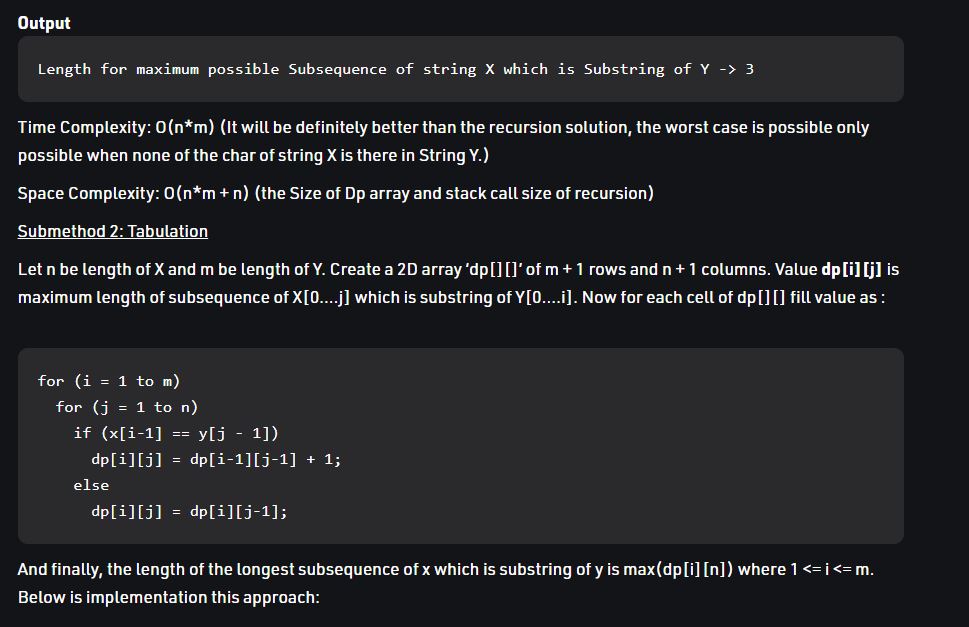 Output
Length for maximum possible Subsequence of string X which is Substring of Y -> 3
Time Complexity: O(n*m) (It will be definitely better than the recursion solution, the worst case is possible only
possible when none of the char of string X is there in String Y.)
Space Complexity: O(n*m + n) (the Size of Dp array and stack call size of recursion)
Submethod 2: Tabulation
Let n be length of X and m be length of Y. Create a 2D array ‘dp[][]’ of m + 1 rows and n + 1 columns. Value dp[i][j] is
maximum length of subsequence of X[0....j] which is substring of Y[0....i]. Now for each cell of dp[][] fill value as :
for (i = 1 to m)
  for (j = 1 to n)
    if (x[i-1] == y[j - 1])
      dp[i][j] = dp[i-1][j-1] + 1;
    else
      dp[i][j] = dp[i][j-1];
And finally, the length of the longest subsequence of x which is substring of y is max(dp[i][n]) where 1 <= i <= m.
Below is implementation this approach: